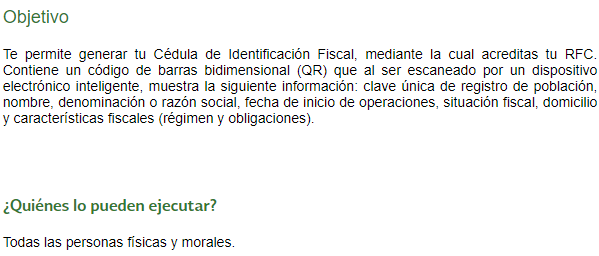 Objetivo
Te permite generar tu Cédula de Identificación Fiscal, mediante la cual acreditas tu RFC.
Contiene un código de barras bidimensional (QR) que al ser escaneado por un dispositivo
electrónico inteligente, muestra la siguiente información: clave única de registro de población,
nombre, denominación o razón social, fecha de inicio de operaciones, situación fiscal, domicilio
y características fiscales (régimen y obligaciones).
¿Quiénes lo pueden ejecutar?
Todas las personas físicas y morales.